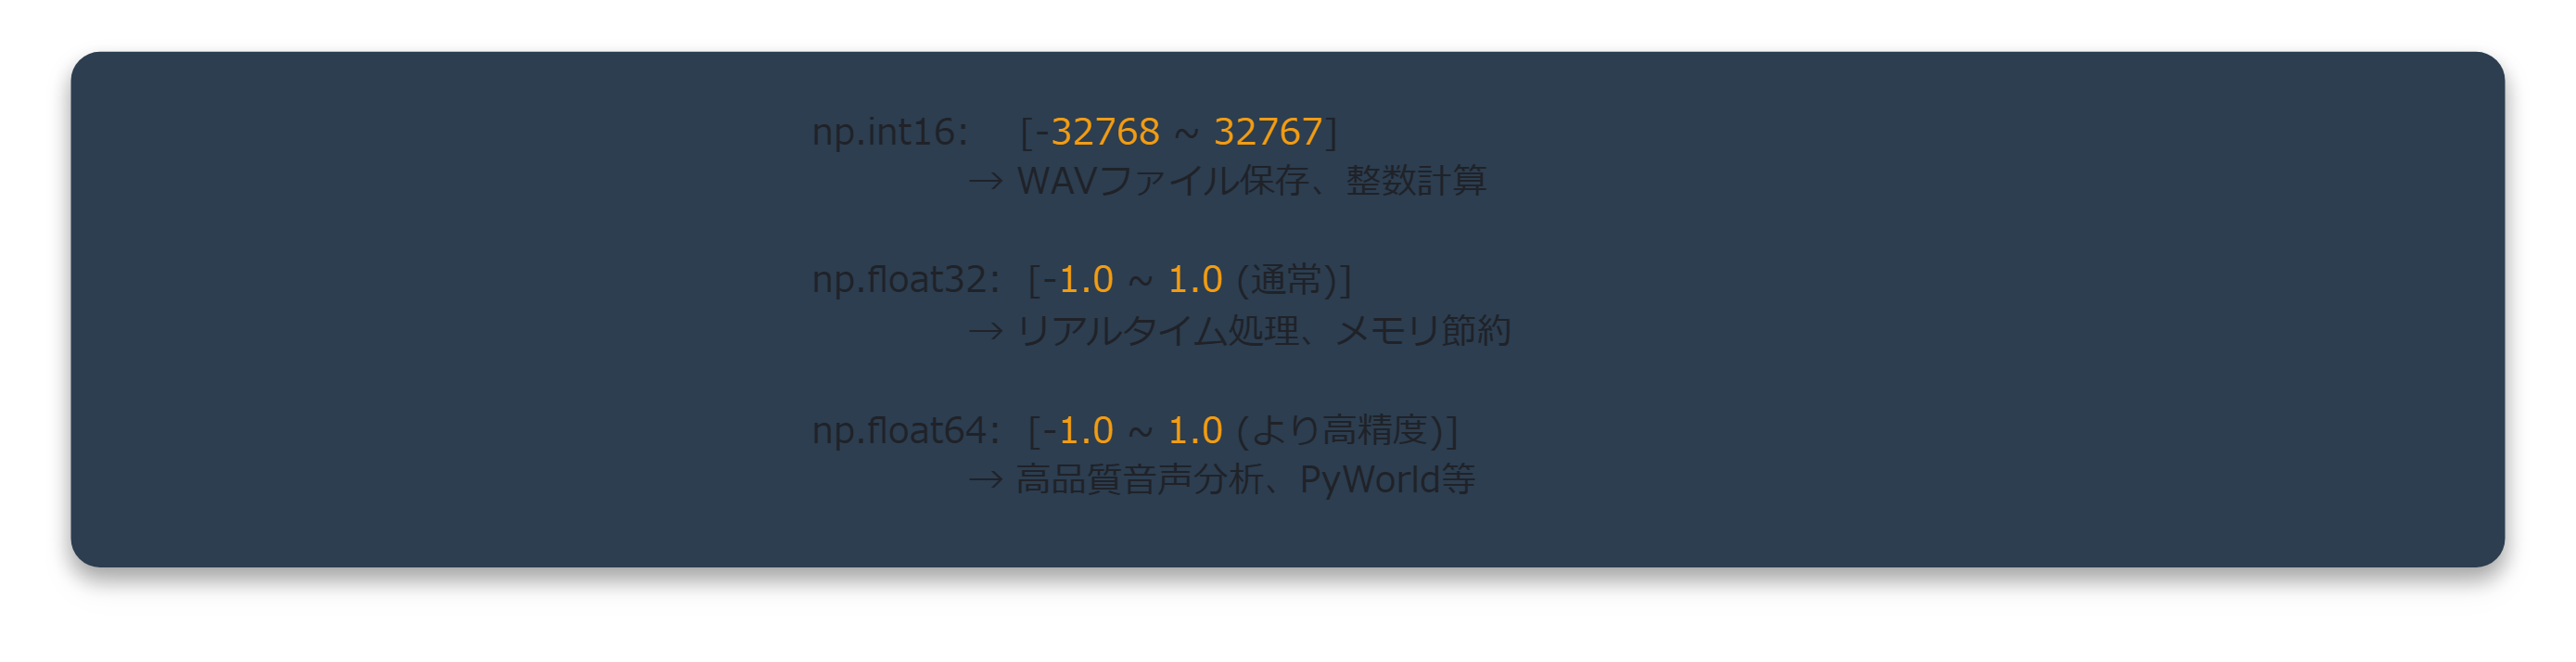 np.int16: [-32768 ~ 32767]
→ WAVファイル保存、整数計算
np.float32: [-1.0 ~ 1.0 (通常)]
→ リアルタイム処理、メモリ節約
np.float64: [-1.0 ~ 1.0 (より高精度)]
→ 高品質音声分析、PyWorld等